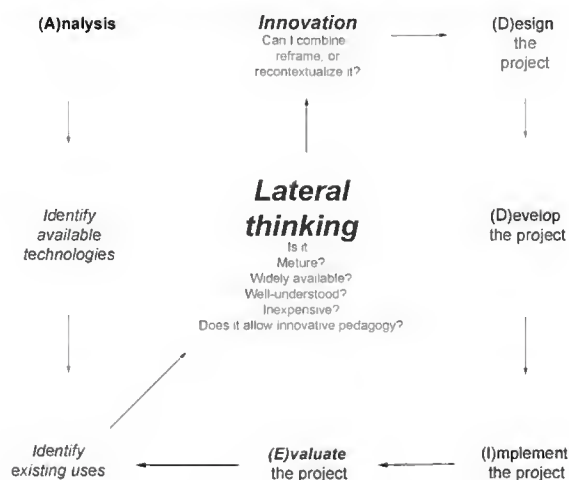 (A)nalysis
Innovation
Can I combine
reframe, or
recontextualize it?
(D)esign
the
project
Identify
available
technologies
Lateral
thinking
Is it
Meture?
Widely available?
Well-understood?
Inexpensive?
Does it allow innovative pedagogy?
(D)evelop
the project
Identify
existing uses
(E)valuate
the project
(I)mplement
the project